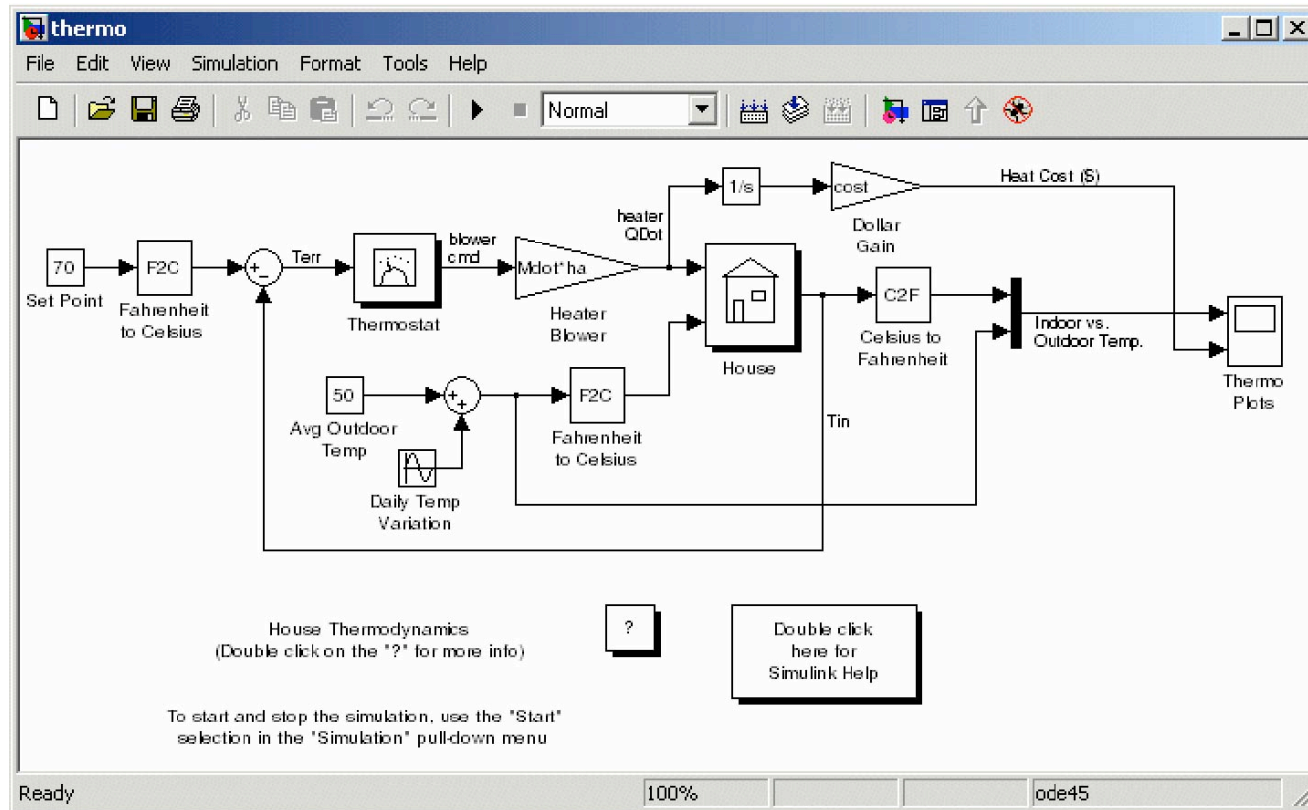 thermo
File Edit View Simulation Format Tools Help
Normal
1/s
cost
Heat Cost ($)
heater
QDot
Dollar
Gain
70
F2C
+
−
Terr
blower
cmd
Mdot*ha
C2F
Set Point
Fahrenheit
to Celsius
Thermostat
Heater
Blower
House
Celsius to
Fahrenheit
Indoor vs.
Outdoor Temp.
Thermo
Plots
50
+
+
F2C
Avg Outdoor
Temp
Fahrenheit
to Celsius
Tin
Daily Temp
Variation
House Thermodynamics
(Double click on the "?" for more info)
?
Double click
here for
Simulink Help
To start and stop the simulation, use the "Start"
selection in the "Simulation" pull-down menu
Ready 100% ode45